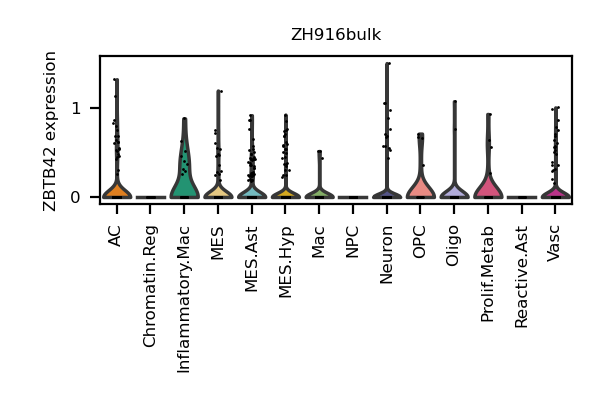 ZH916bulk
ZBTB42 expression
1
0
AC
Chromatin.Reg
Inflammatory.Mac
MES
MES.Ast
MES.Hyp
Mac
NPC
Neuron
OPC
Oligo
Prolif.Metab
Reactive.Ast
Vasc